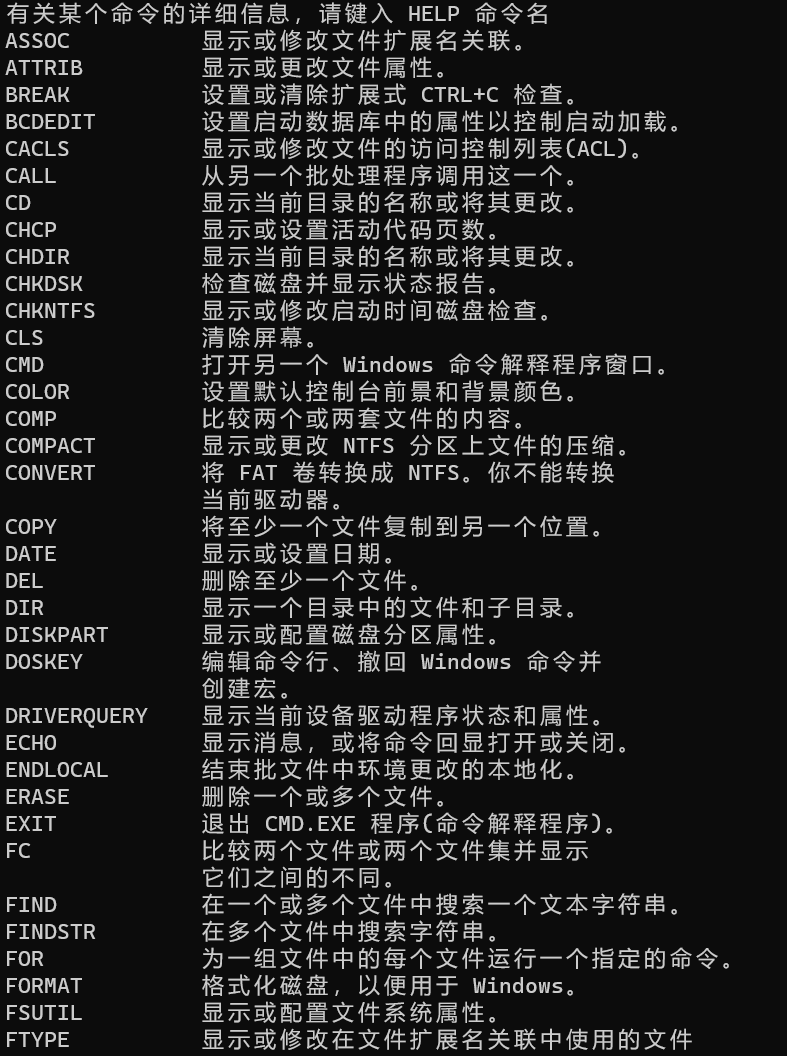 有关某个命令的详细信息，请键入 HELP 命令名
ASSOC          显示或修改文件扩展名关联。
ATTRIB         显示或更改文件属性。
BREAK          设置或清除扩展式 CTRL+C 检查。
BCDEDIT        设置启动数据库中的属性以控制启动加载。
CACLS          显示或修改文件的访问控制列表(ACL)。
CALL           从另一个批处理程序调用这一个。
CD             显示当前目录的名称或将其更改。
CHCP           显示或设置活动代码页数。
CHDIR          显示当前目录的名称或将其更改。
CHKDSK         检查磁盘并显示状态报告。
CHKNTFS        显示或修改启动时间磁盘检查。
CLS            清除屏幕。
CMD            打开另一个 Windows 命令解释程序窗口。
COLOR          设置默认控制台前景和背景颜色。
COMP           比较两个或两套文件的内容。
COMPACT        显示或更改 NTFS 分区上文件的压缩。
CONVERT        将 FAT 卷转换成 NTFS。你不能转换
               当前驱动器。
COPY           将至少一个文件复制到另一个位置。
DATE           显示或设置日期。
DEL            删除至少一个文件。
DIR            显示一个目录中的文件和子目录。
DISKPART       显示或配置磁盘分区属性。
DOSKEY         编辑命令行、撤回 Windows 命令并
               创建宏。
DRIVERQUERY    显示当前设备驱动程序状态和属性。
ECHO           显示消息，或将命令回显打开或关闭。
ENDLOCAL       结束批文件中环境更改的本地化。
ERASE          删除一个或多个文件。
EXIT           退出 CMD.EXE 程序(命令解释程序)。
FC             比较两个文件或两个文件集并显示
               它们之间的不同。
FIND           在一个或多个文件中搜索一个文本字符串。
FINDSTR        在多个文件中搜索字符串。
FOR            为一组文件中的每个文件运行一个指定的命令。
FORMAT         格式化磁盘，以便用于 Windows。
FSUTIL         显示或配置文件系统属性。
FTYPE          显示或修改在文件扩展名关联中使用的文件